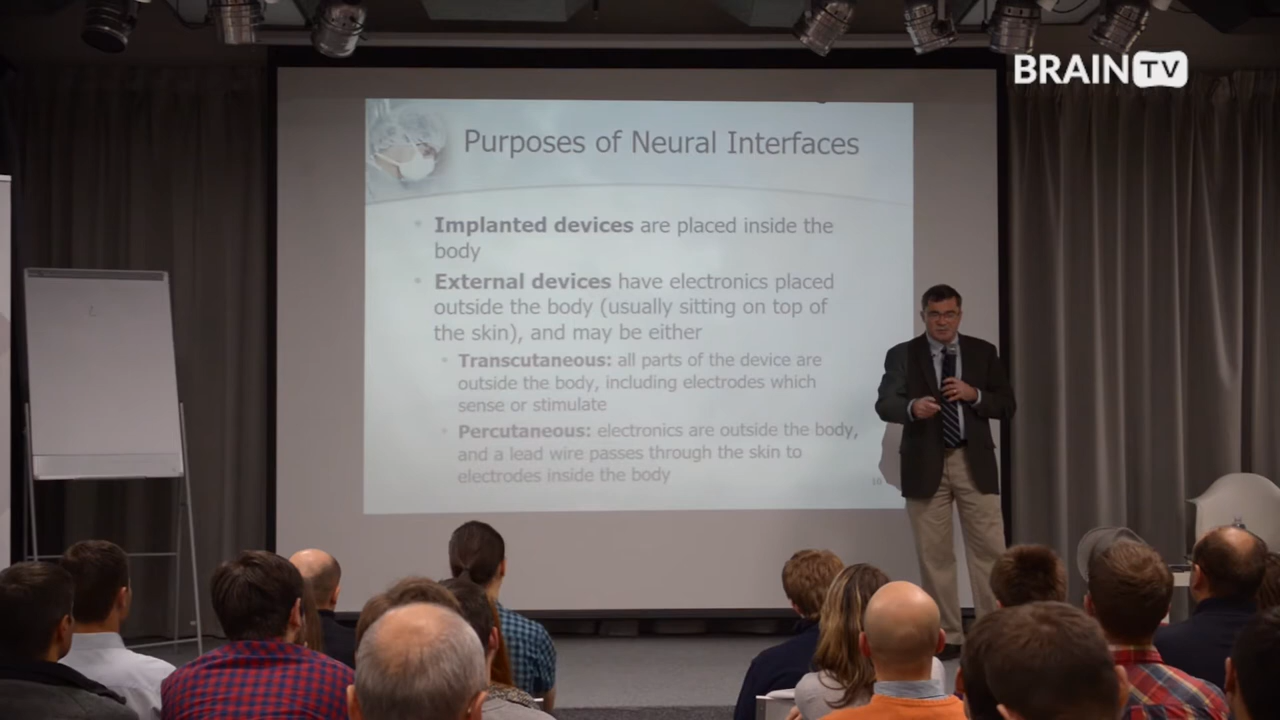 BRAIN TV
Purposes of Neural Interfaces
Implanted devices are placed inside the
body
External devices have electronics placed
outside the body (usually sitting on top of
the skin), and may be either
Transcutaneous: all parts of the device are
outside the body, including electrodes which
sense or stimulate
Percutaneous: electronics are outside the body,
and a lead wire passes through the skin to
electrodes inside the body
10